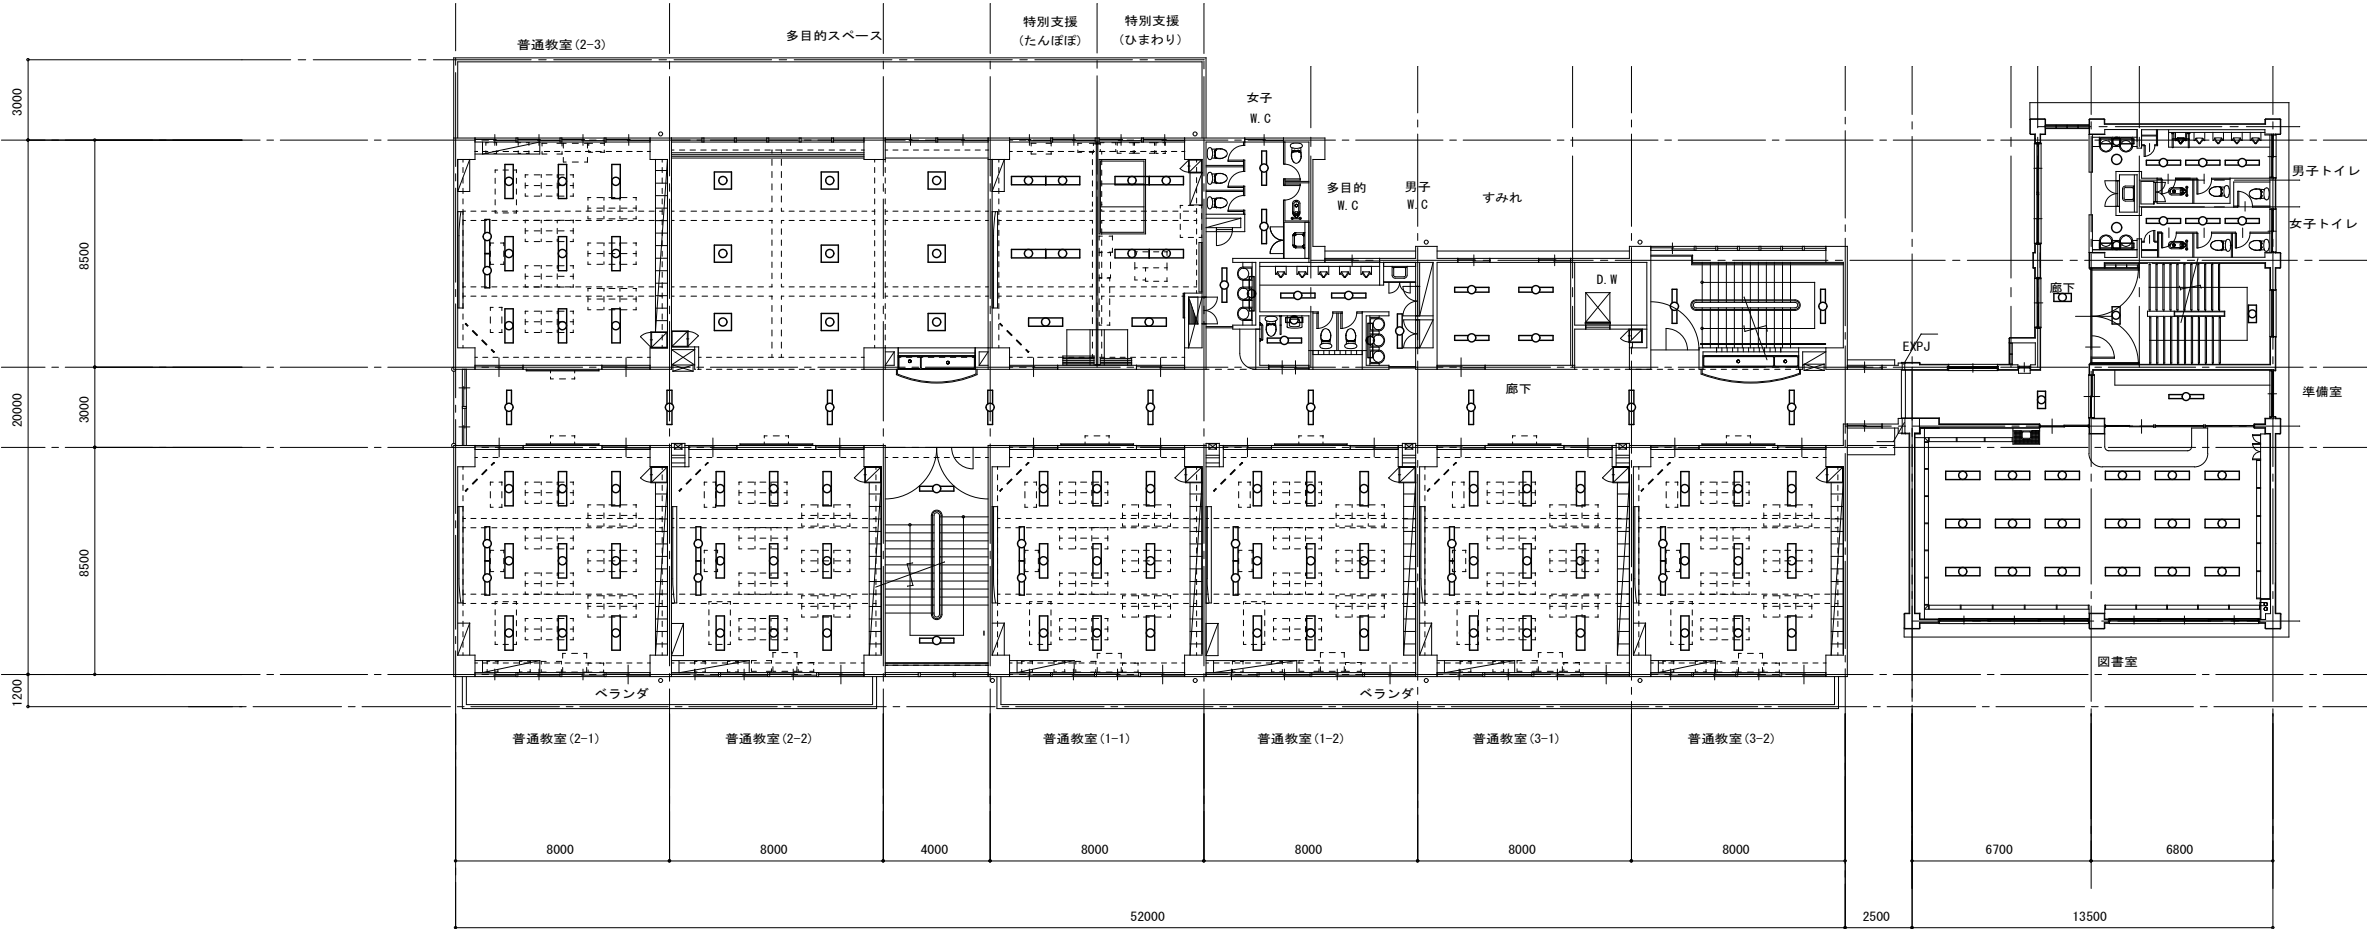 特別支援
(たんぽぽ)
特別支援
(ひまわり)
普通教室(2-3)
多目的スペース
女子
W.C
多目的
W.C
男子
W.C
すみれ
男子トイレ
女子トイレ
D.W
廊下
EXPJ
廊下
準備室
図書室
ベランダ
ベランダ
普通教室(2-1)
普通教室(2-2)
普通教室(1-1)
普通教室(1-2)
普通教室(3-1)
普通教室(3-2)
3000
8500
20000
3000
8500
1200
8000
8000
4000
8000
8000
8000
8000
6700
6800
52000
2500
13500